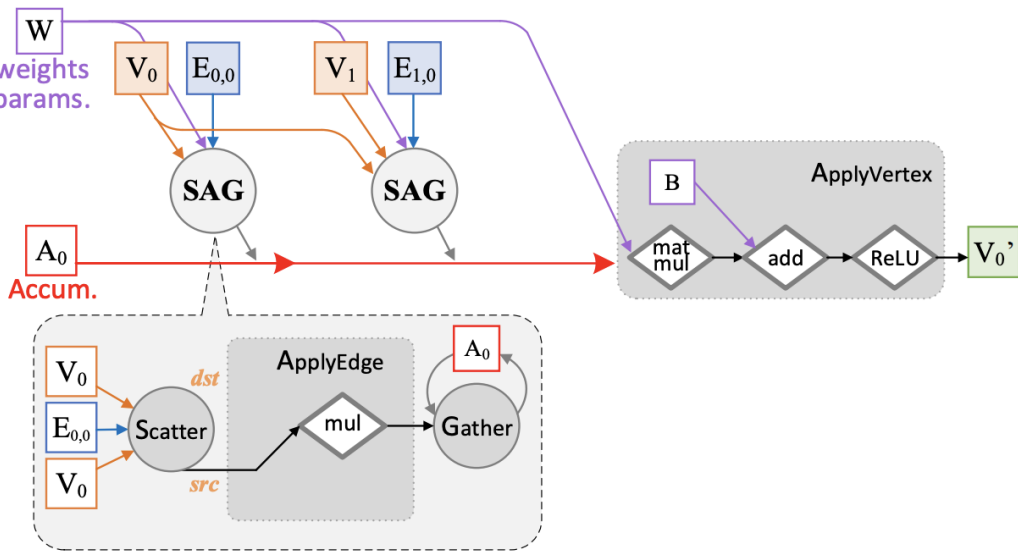 W
weights
params.
V0
E0,0
V1
E1,0
SAG
SAG
A0
Accum.
ApplyVertex
B
mat
mul
add
ReLU
V0’
V0
E0,0
V0
Scatter
dst
src
ApplyEdge
mul
A0
Gather